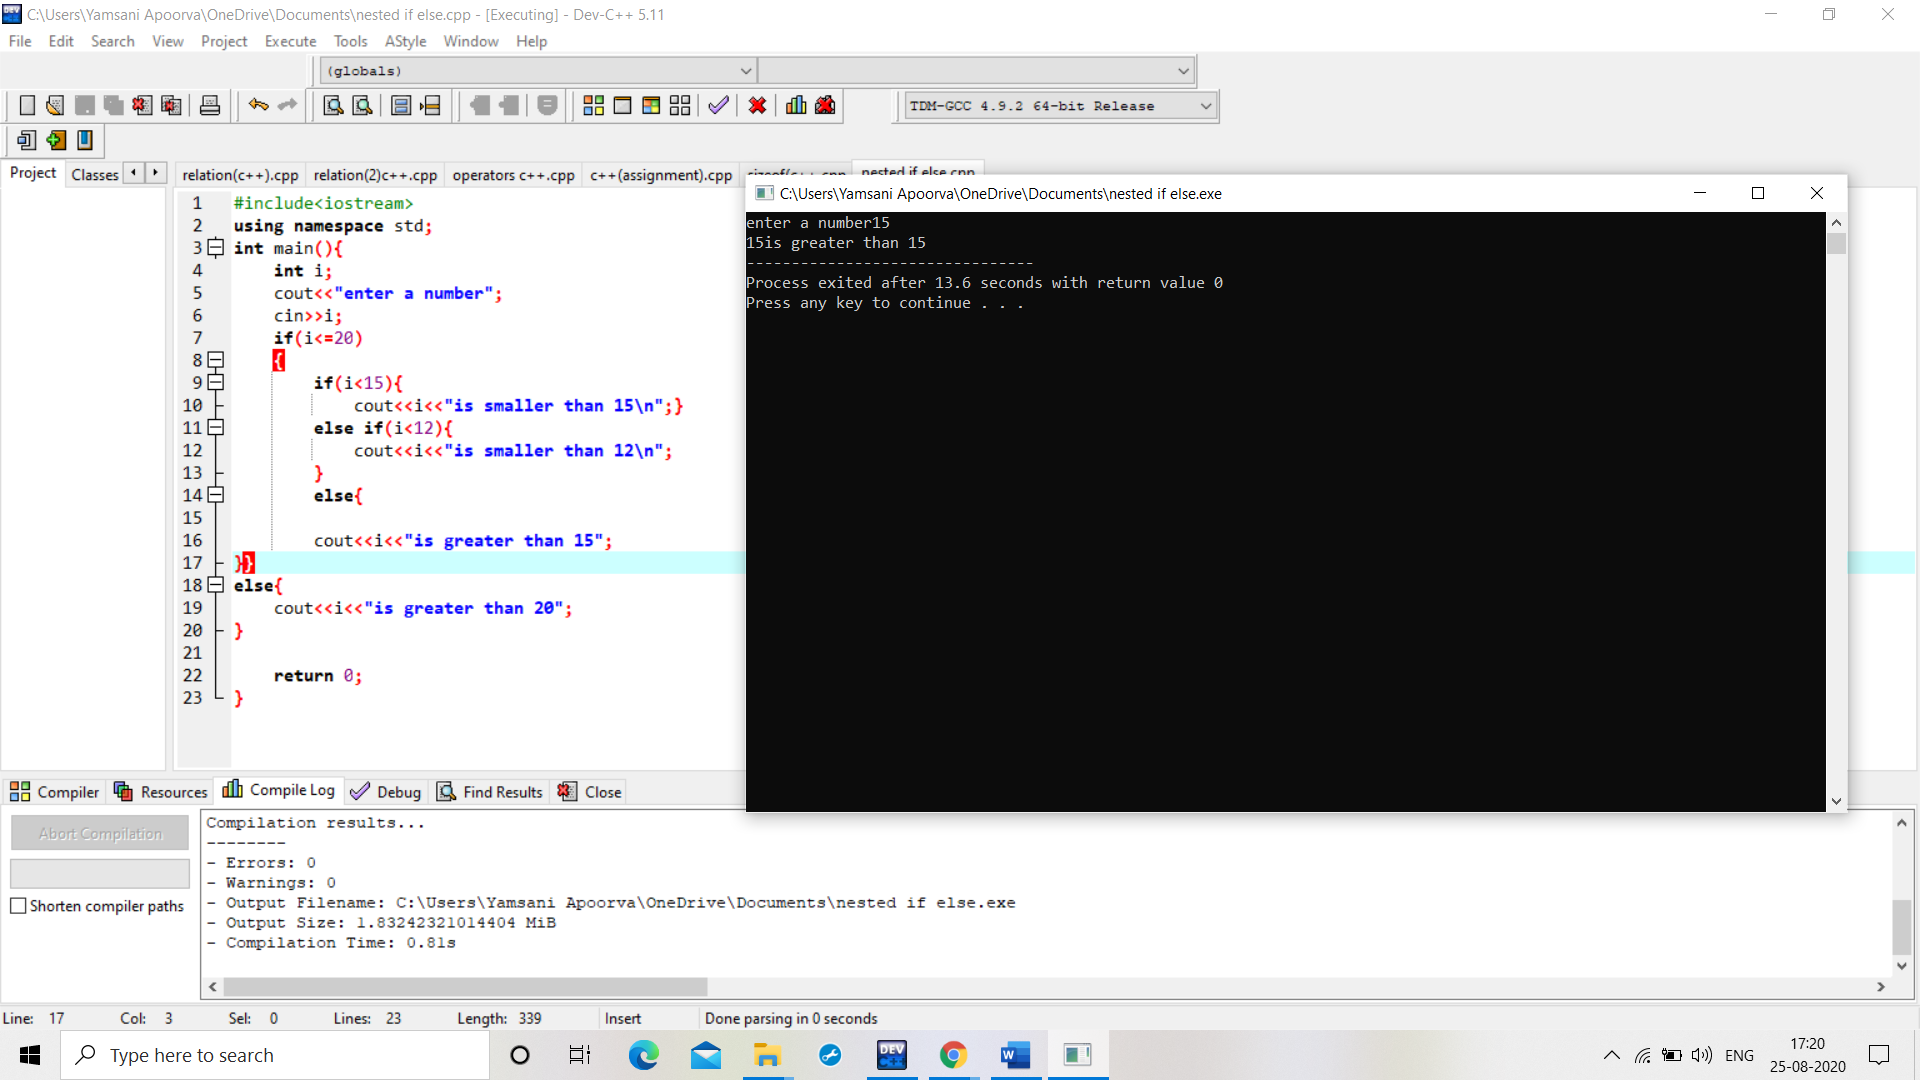 C:\Users\Yamsani Apoorva\OneDrive\Documents\nested if else.cpp - [Executing] - Dev-C++ 5.11
File Edit Search View Project Execute Tools AStyle Window Help
(globals)
TDM-GCC 4.9.2 64-bit Release
Project Classes
relation(c++).cpp relation(2)c++.cpp operators c++.cpp c++(assignment).cpp sizeof(c++.cpp nested if else.cpp
1 #include<iostream>
2 using namespace std;
3 int main(){
4 int i;
5 cout<<"enter a number";
6 cin>>i;
7 if(i<=20)
8 {
9 if(i<15){
10 cout<<i<<"is smaller than 15\n";}
11 else if(i<12){
12 cout<<i<<"is smaller than 12\n";
13 }
14 else{
15
16 cout<<i<<"is greater than 15";
17 }}
18 else{
19 cout<<i<<"is greater than 20";
20 }
21
22 return 0;
23 }
C:\Users\Yamsani Apoorva\OneDrive\Documents\nested if else.exe
enter a number15
15is greater than 15
--------------------------------
Process exited after 13.6 seconds with return value 0
Press any key to continue . . .
Compiler Resources Compile Log Debug Find Results Close
Abort Compilation
Shorten compiler paths
Compilation results...
--------
- Errors: 0
- Warnings: 0
- Output Filename: C:\Users\Yamsani Apoorva\OneDrive\Documents\nested if else.exe
- Output Size: 1.83242321014404 MiB
- Compilation Time: 0.81s
Line: 17 Col: 3 Sel: 0 Lines: 23 Length: 339 Insert Done parsing in 0 seconds
Type here to search
DEV C++
W
ENG
17:20
25-08-2020